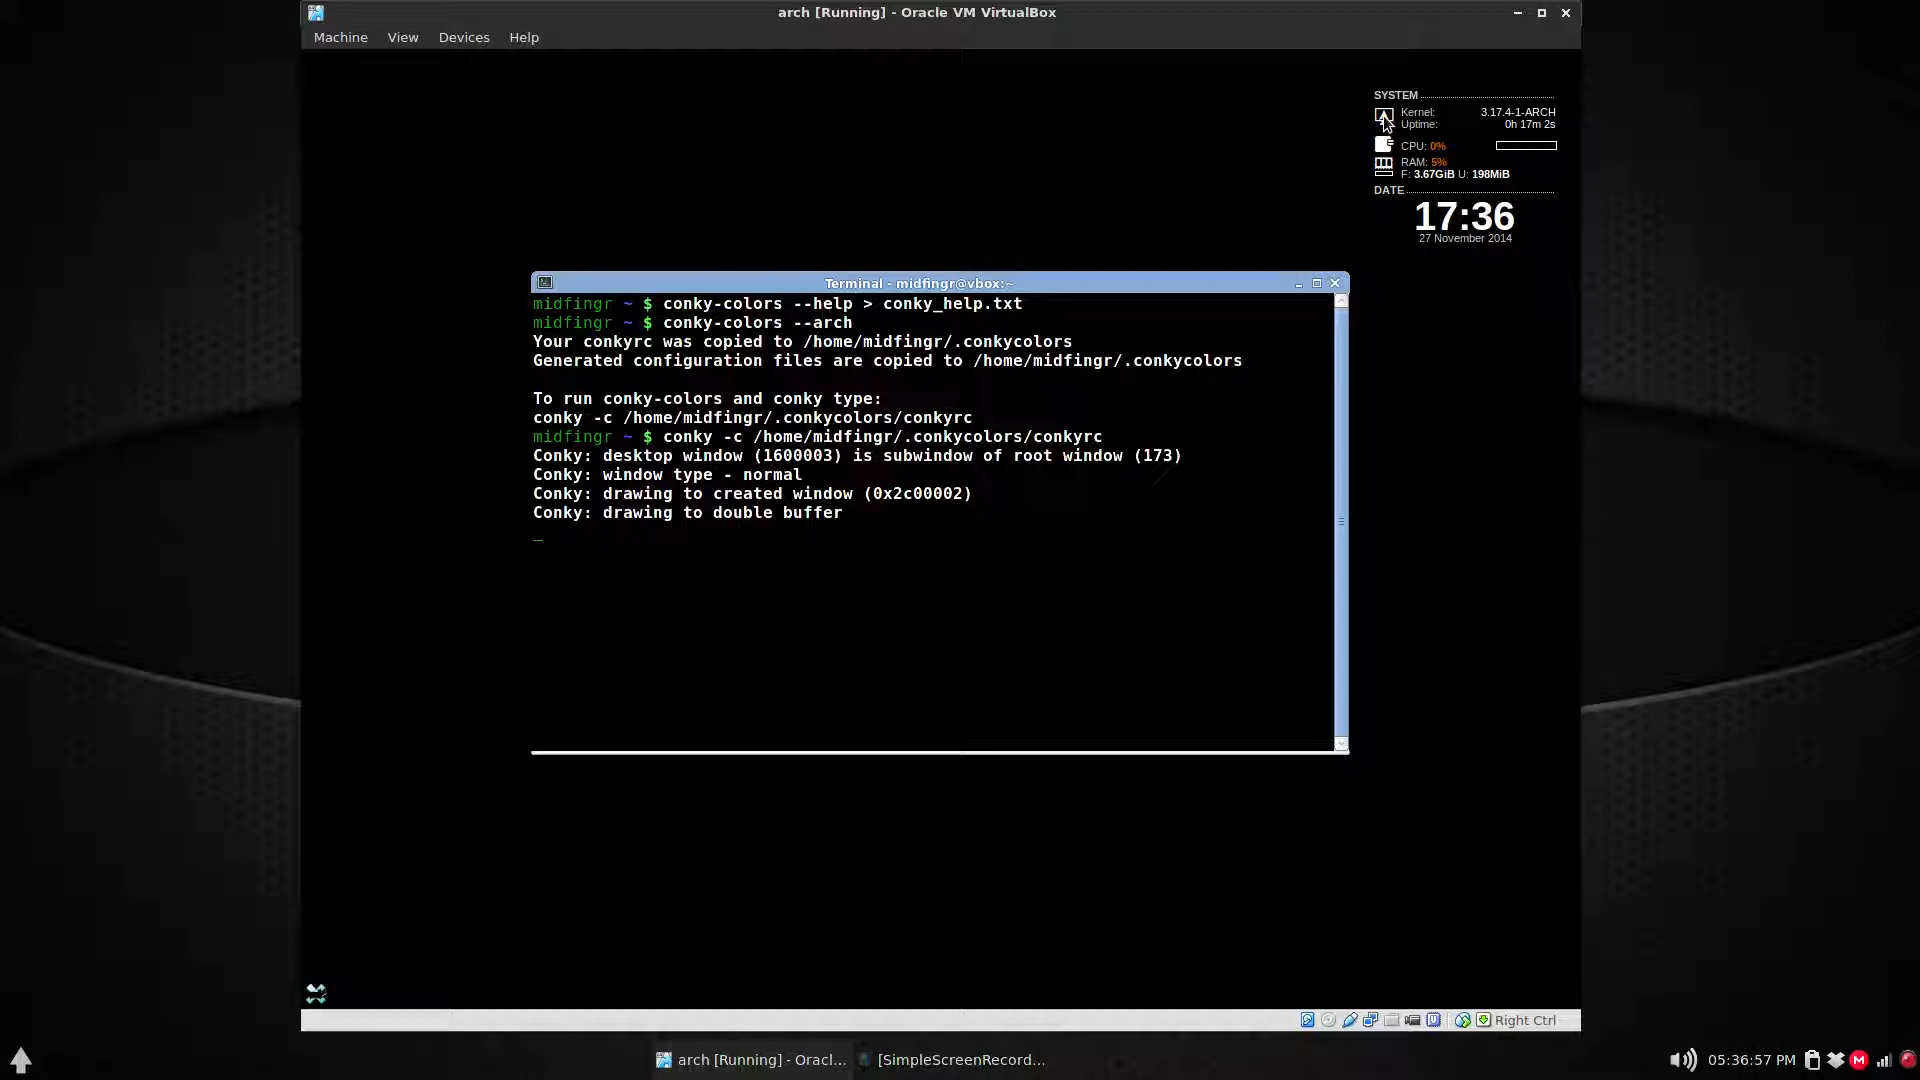 arch [Running] - Oracle VM VirtualBox
Machine View Devices Help
SYSTEM
Kernel: 3.17.4-1-ARCH
Uptime: 0h 17m 2s
CPU: 0%
RAM: 5%
F: 3.67GiB U: 198MiB
DATE
17:36
27 November 2014
Terminal - midfingr@vbox:~
midfingr ~ $ conky-colors --help > conky_help.txt
midfingr ~ $ conky-colors --arch
Your conkyrc was copied to /home/midfingr/.conkycolors
Generated configuration files are copied to /home/midfingr/.conkycolors
To run conky-colors and conky type:
conky -c /home/midfingr/.conkycolors/conkyrc
midfingr ~ $ conky -c /home/midfingr/.conkycolors/conkyrc
Conky: desktop window (1600003) is subwindow of root window (173)
Conky: window type - normal
Conky: drawing to created window (0x2c00002)
Conky: drawing to double buffer
_
Right Ctrl
arch [Running] - Oracl... [SimpleScreenRecord... 05:36:57 PM